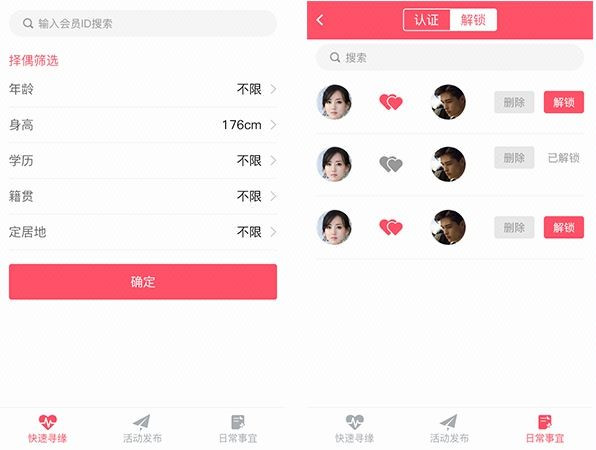 输入会员ID搜索
择偶筛选
年龄 不限
身高 176cm
学历 不限
籍贯 不限
定居地 不限
确定
快速寻缘 活动发布 日常事宜
认证 解锁
搜索
删除 解锁
删除 已解锁
删除 解锁
快速寻缘 活动发布 日常事宜